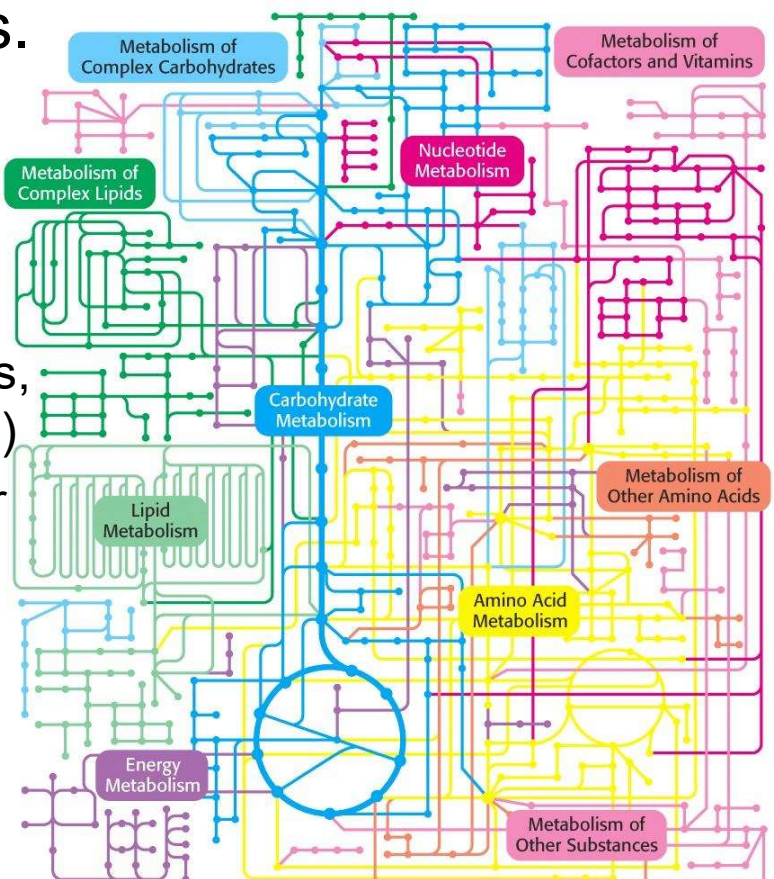 s.
Metabolism of
Complex Carbohydrates
Metabolism of
Cofactors and Vitamins
Nucleotide
Metabolism
Metabolism of
Complex Lipids
s,
Carbohydrate
Metabolism
)
Metabolism of
Other Amino Acids
Lipid
Metabolism
Amino Acid
Metabolism
Energy
Metabolism
Metabolism of
Other Substances